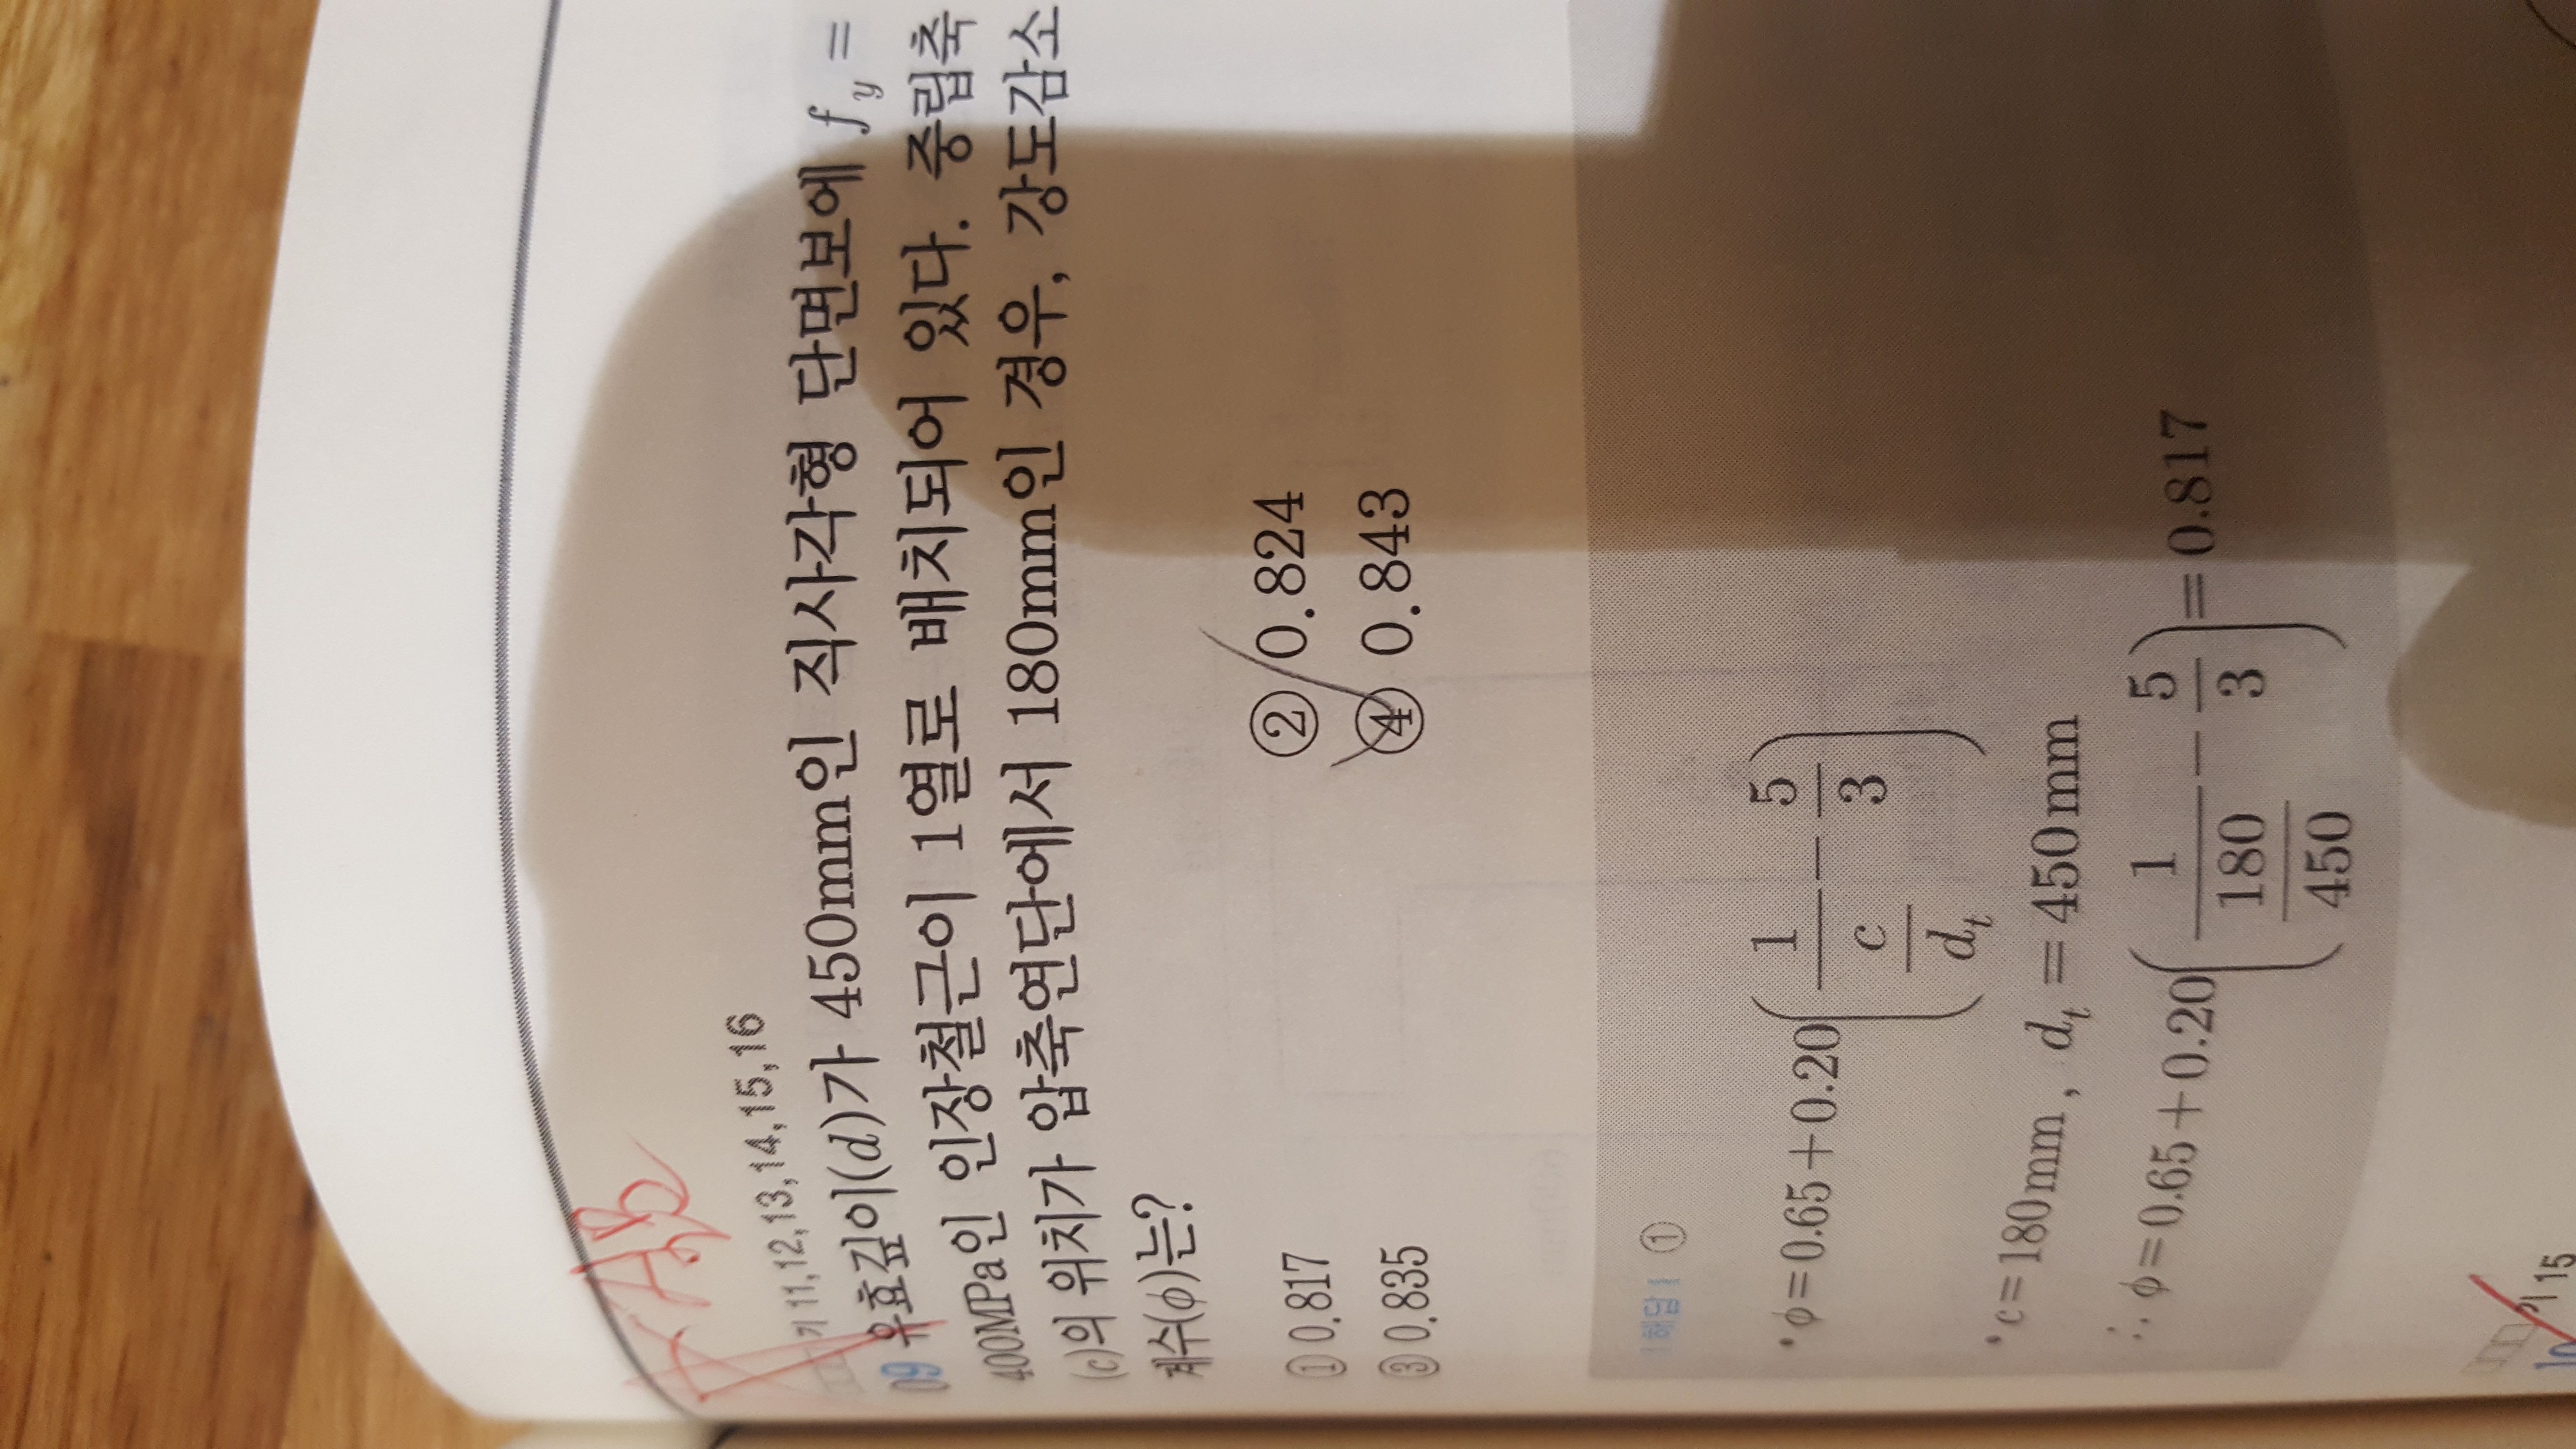 기 11,12,13,14,15,16
09 유효깊이(d)가 450mm인 직사각형 단면보에 f_y =
400MPa인 인장철근이 1열로 배치되어 있다. 중립축
(c)의 위치가 압축연단에서 180mm인 경우, 강도감소
계수(ϕ)는?
① 0.817 ② 0.824
③ 0.835 ④ 0.843
해답 ①
• ϕ = 0.65 + 0.20(1/(c/d_t) − 5/3)
• c = 180mm, d_t = 450mm
∴ ϕ = 0.65 + 0.20(1/(180/450) − 5/3) = 0.817
기 15
10